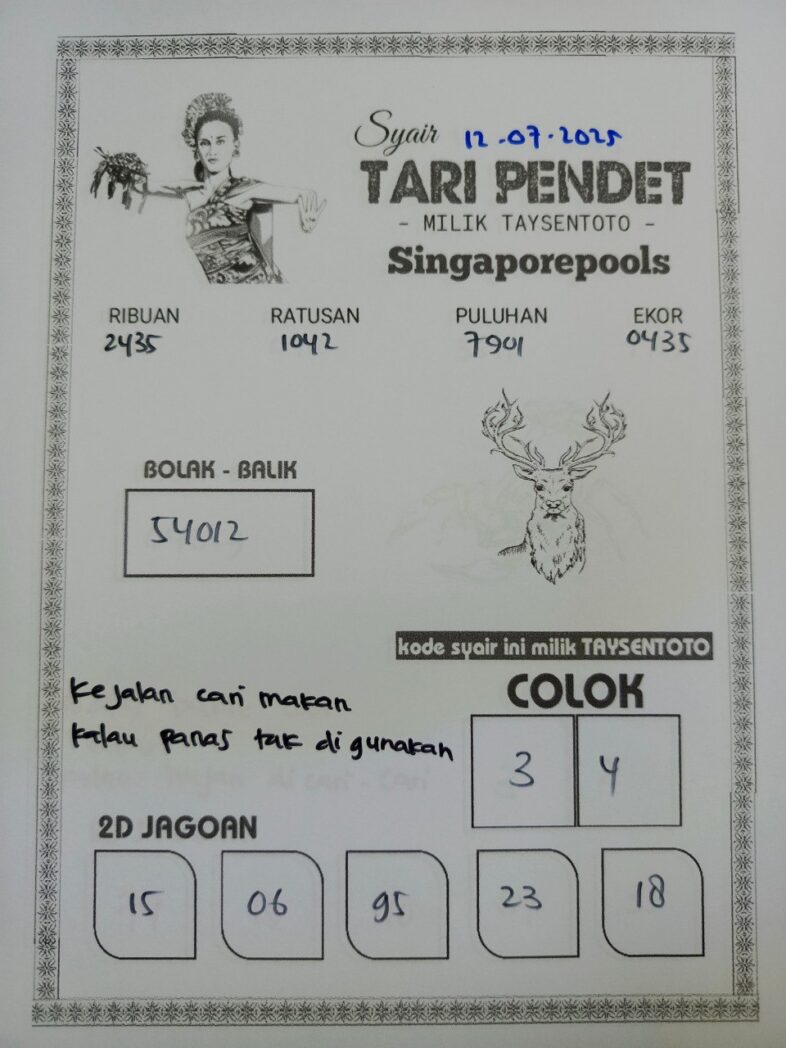 Syair 12.07.2025
TARI PENDET
- MILIK TAYSENTOTO -
Singaporepools
RIBUAN RATUSAN PULUHAN EKOR
2435 1042 7901 0435
BOLAK - BALIK
54012
kode syair ini milik TAYSENTOTO
Kejalan cari makan
kalau panas tak di gunakan
COLOK
3 4
2D JAGOAN
15 06 95 23 18